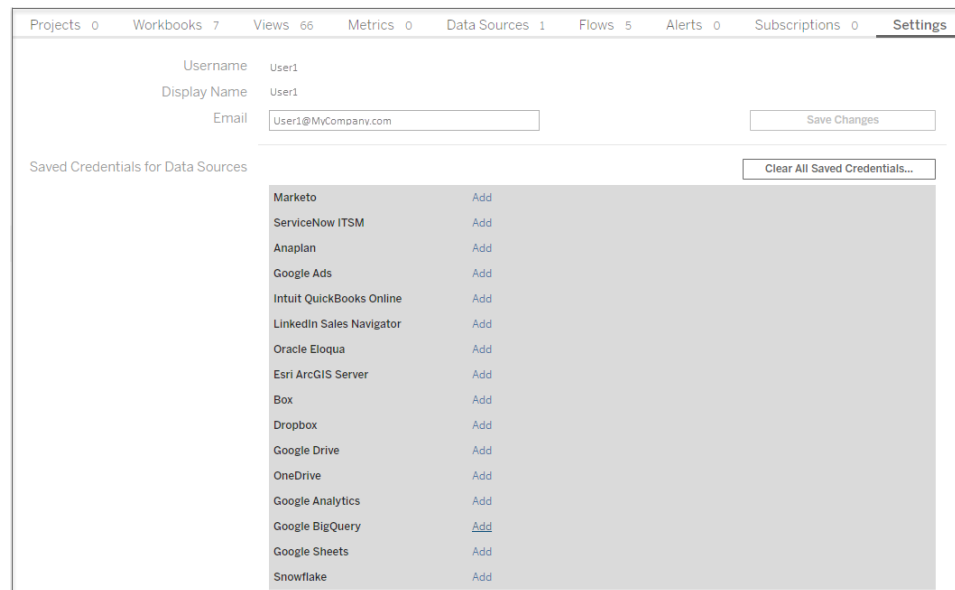 Projects 0 Workbooks 7 Views 66 Metrics 0 Data Sources 1 Flows 5 Alerts 0 Subscriptions 0 Settings
Username User1
Display Name User1
Email User1@MyCompany.com Save Changes
Saved Credentials for Data Sources Clear All Saved Credentials...
Marketo Add
ServiceNow ITSM Add
Anaplan Add
Google Ads Add
Intuit QuickBooks Online Add
LinkedIn Sales Navigator Add
Oracle Eloqua Add
Esri ArcGIS Server Add
Box Add
Dropbox Add
Google Drive Add
OneDrive Add
Google Analytics Add
Google BigQuery Add
Google Sheets Add
Snowflake Add